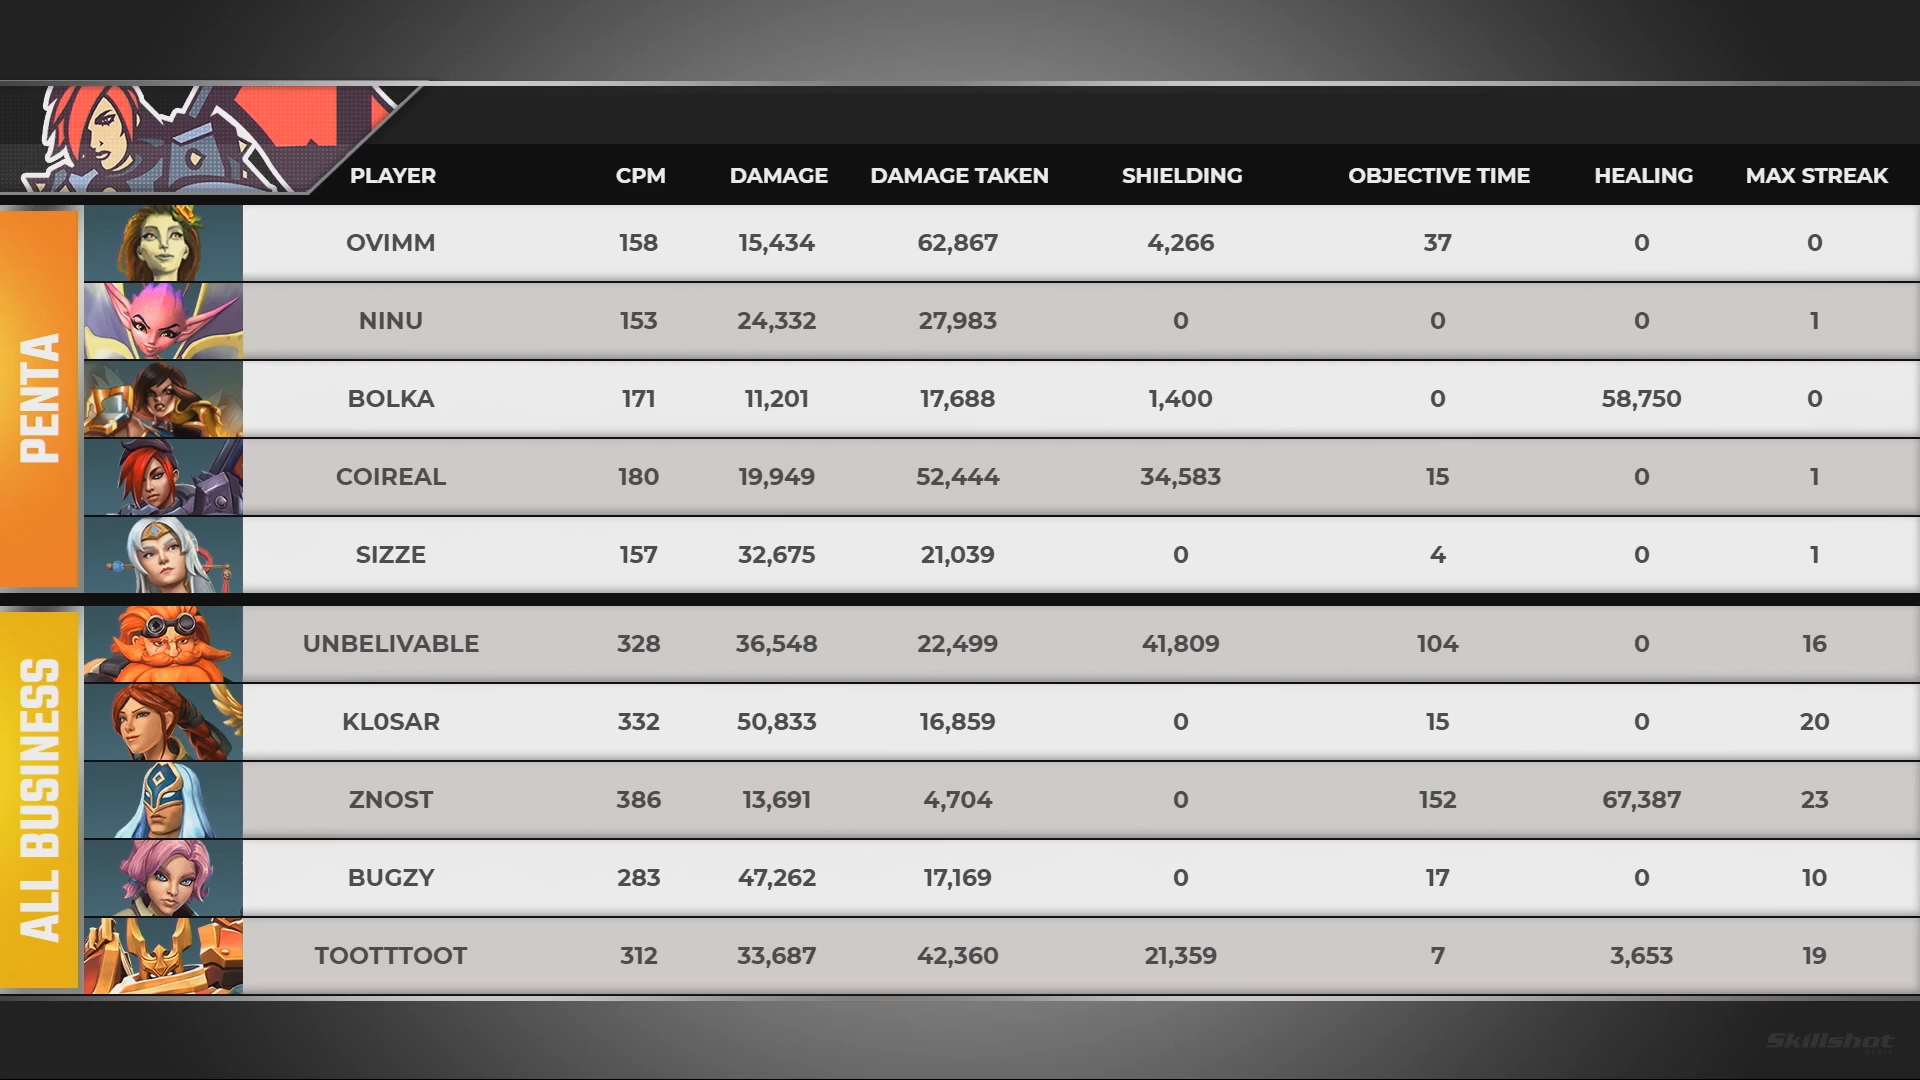 PLAYER CPM DAMAGE DAMAGE TAKEN SHIELDING OBJECTIVE TIME HEALING MAX STREAK
PENTA
OVIMM 158 15,434 62,867 4,266 37 0 0
NINU 153 24,332 27,983 0 0 0 1
BOLKA 171 11,201 17,688 1,400 0 58,750 0
COIREAL 180 19,949 52,444 34,583 15 0 1
SIZZE 157 32,675 21,039 0 4 0 1
ALL BUSINESS
UNBELIVABLE 328 36,548 22,499 41,809 104 0 16
KL0SAR 332 50,833 16,859 0 15 0 20
ZNOST 386 13,691 4,704 0 152 67,387 23
BUGZY 283 47,262 17,169 0 17 0 10
TOOTTTOOT 312 33,687 42,360 21,359 7 3,653 19
Skillshot